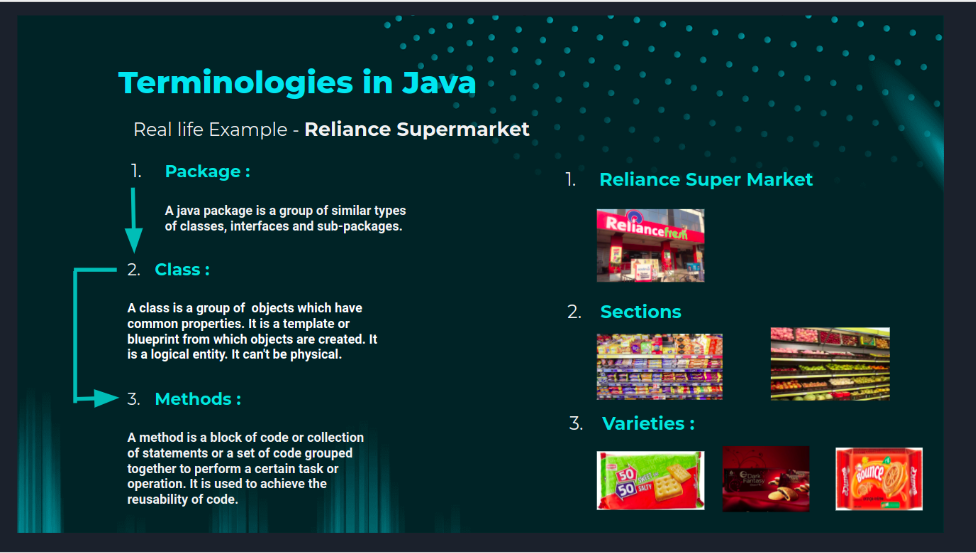 Terminologies in Java
Real life Example - Reliance Supermarket
1. Package :
A java package is a group of similar types
of classes, interfaces and sub-packages.
2. Class :
A class is a group of  objects which have
common properties. It is a template or
blueprint from which objects are created. It
is a logical entity. It can't be physical.
3. Methods :
A method is a block of code or collection
of statements or a set of code grouped
together to perform a certain task or
operation. It is used to achieve the
reusability of code.
1. Reliance Super Market
Reliancefresh
2. Sections
3. Varieties :
50
50
SALTY
Dark
Fantasy
Bounce